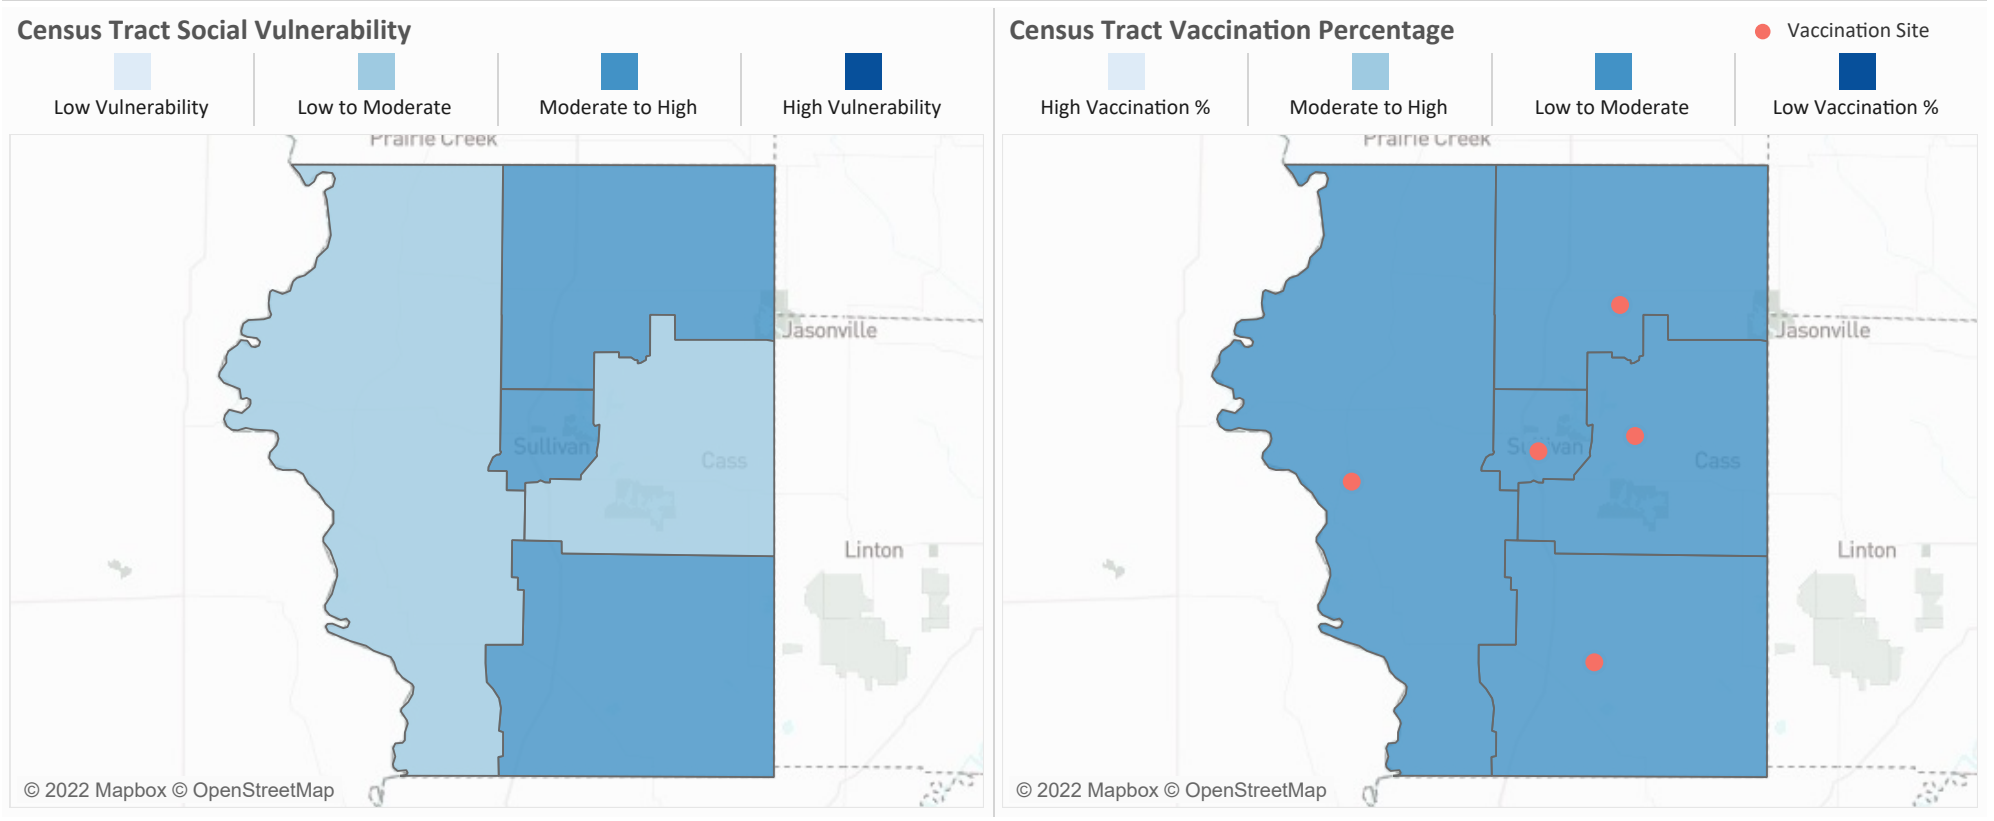 Census Tract Social Vulnerability
Low Vulnerability
Low to Moderate
Moderate to High
High Vulnerability
Prairie Creek
Jasonville
Sullivan
Cass
Linton
© 2022 Mapbox © OpenStreetMap
Census Tract Vaccination Percentage
Vaccination Site
High Vaccination %
Moderate to High
Low to Moderate
Low Vaccination %
Prairie Creek
Jasonville
Sullivan
Cass
Linton
© 2022 Mapbox © OpenStreetMap